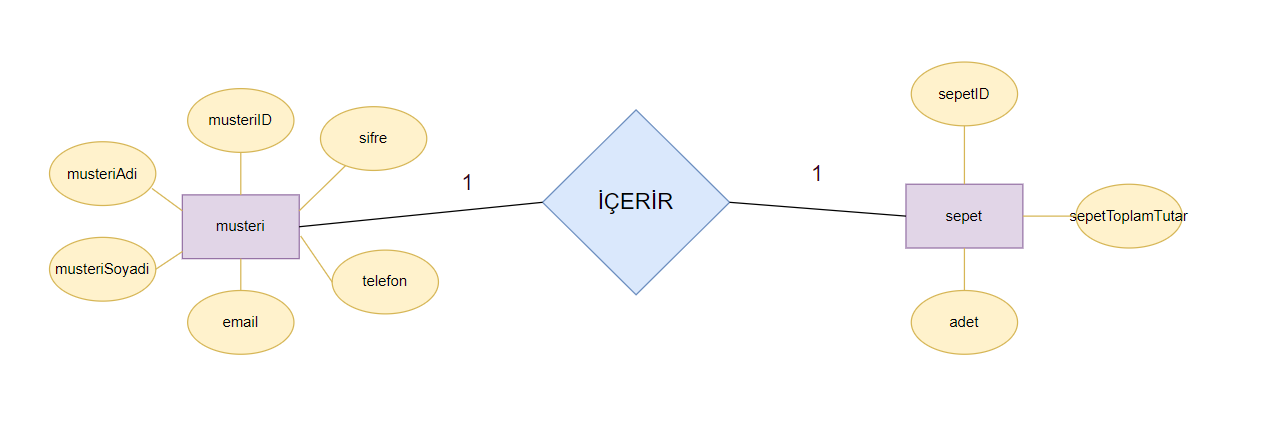 sepetID
musteriID
sifre
musteriAdi
1
1
İÇERİR
musteri
sepet
sepetToplamTutar
musteriSoyadi
telefon
email
adet